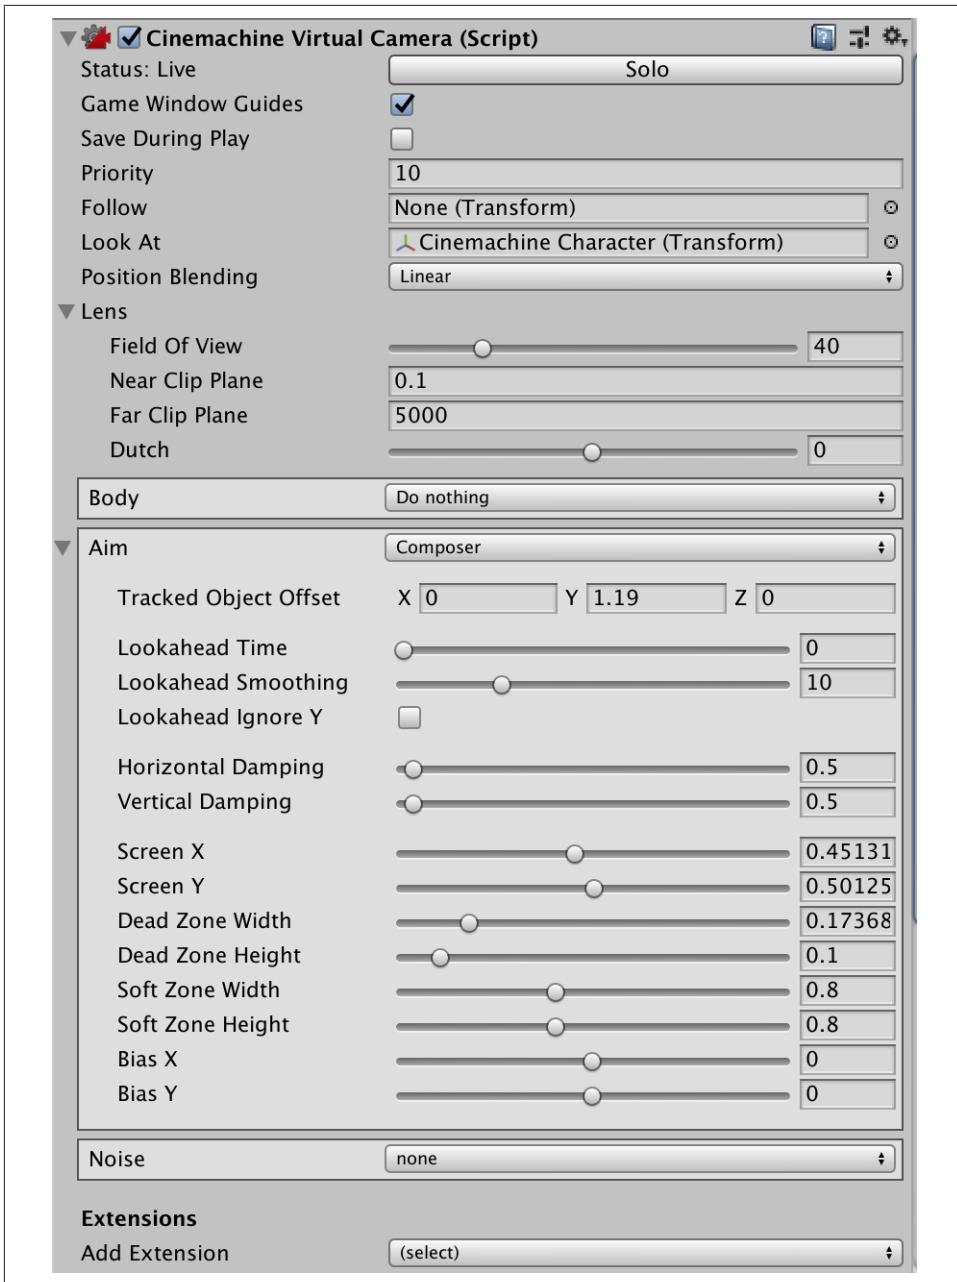 Cinemachine Virtual Camera (Script)
Status: Live Solo
Game Window Guides
Save During Play
Priority 10
Follow None (Transform)
Look At Cinemachine Character (Transform)
Position Blending Linear
Lens
Field Of View 40
Near Clip Plane 0.1
Far Clip Plane 5000
Dutch 0
Body Do nothing
Aim Composer
Tracked Object Offset X 0 Y 1.19 Z 0
Lookahead Time 0
Lookahead Smoothing 10
Lookahead Ignore Y
Horizontal Damping 0.5
Vertical Damping 0.5
Screen X 0.45131
Screen Y 0.50125
Dead Zone Width 0.17368
Dead Zone Height 0.1
Soft Zone Width 0.8
Soft Zone Height 0.8
Bias X 0
Bias Y 0
Noise none
Extensions
Add Extension (select)